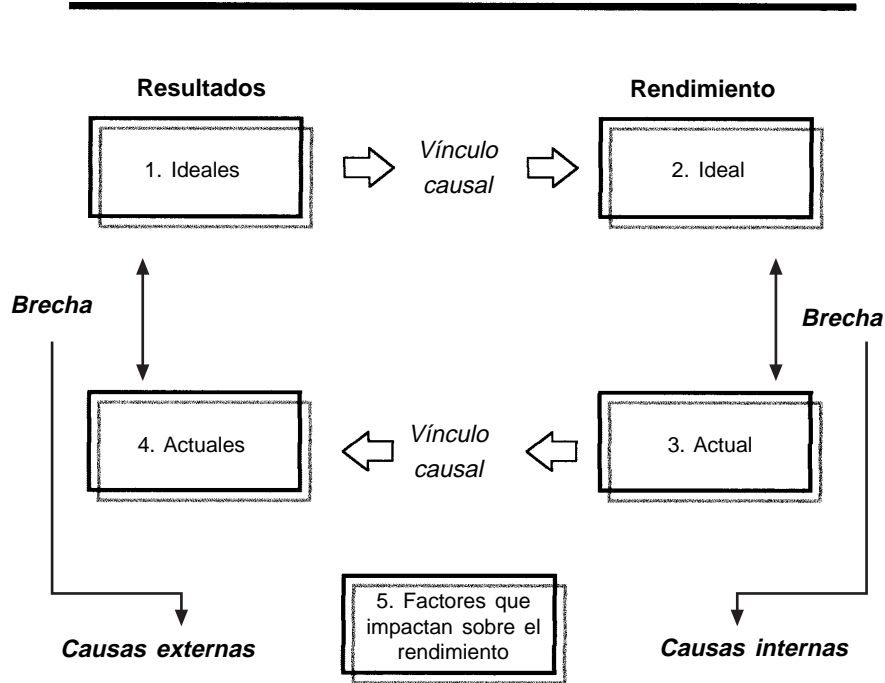 Resultados
Rendimiento
1. Ideales
Vínculo
causal
2. Ideal
Brecha
Brecha
4. Actuales
Vínculo
causal
3. Actual
5. Factores que
impactan sobre el
rendimiento
Causas externas
Causas internas